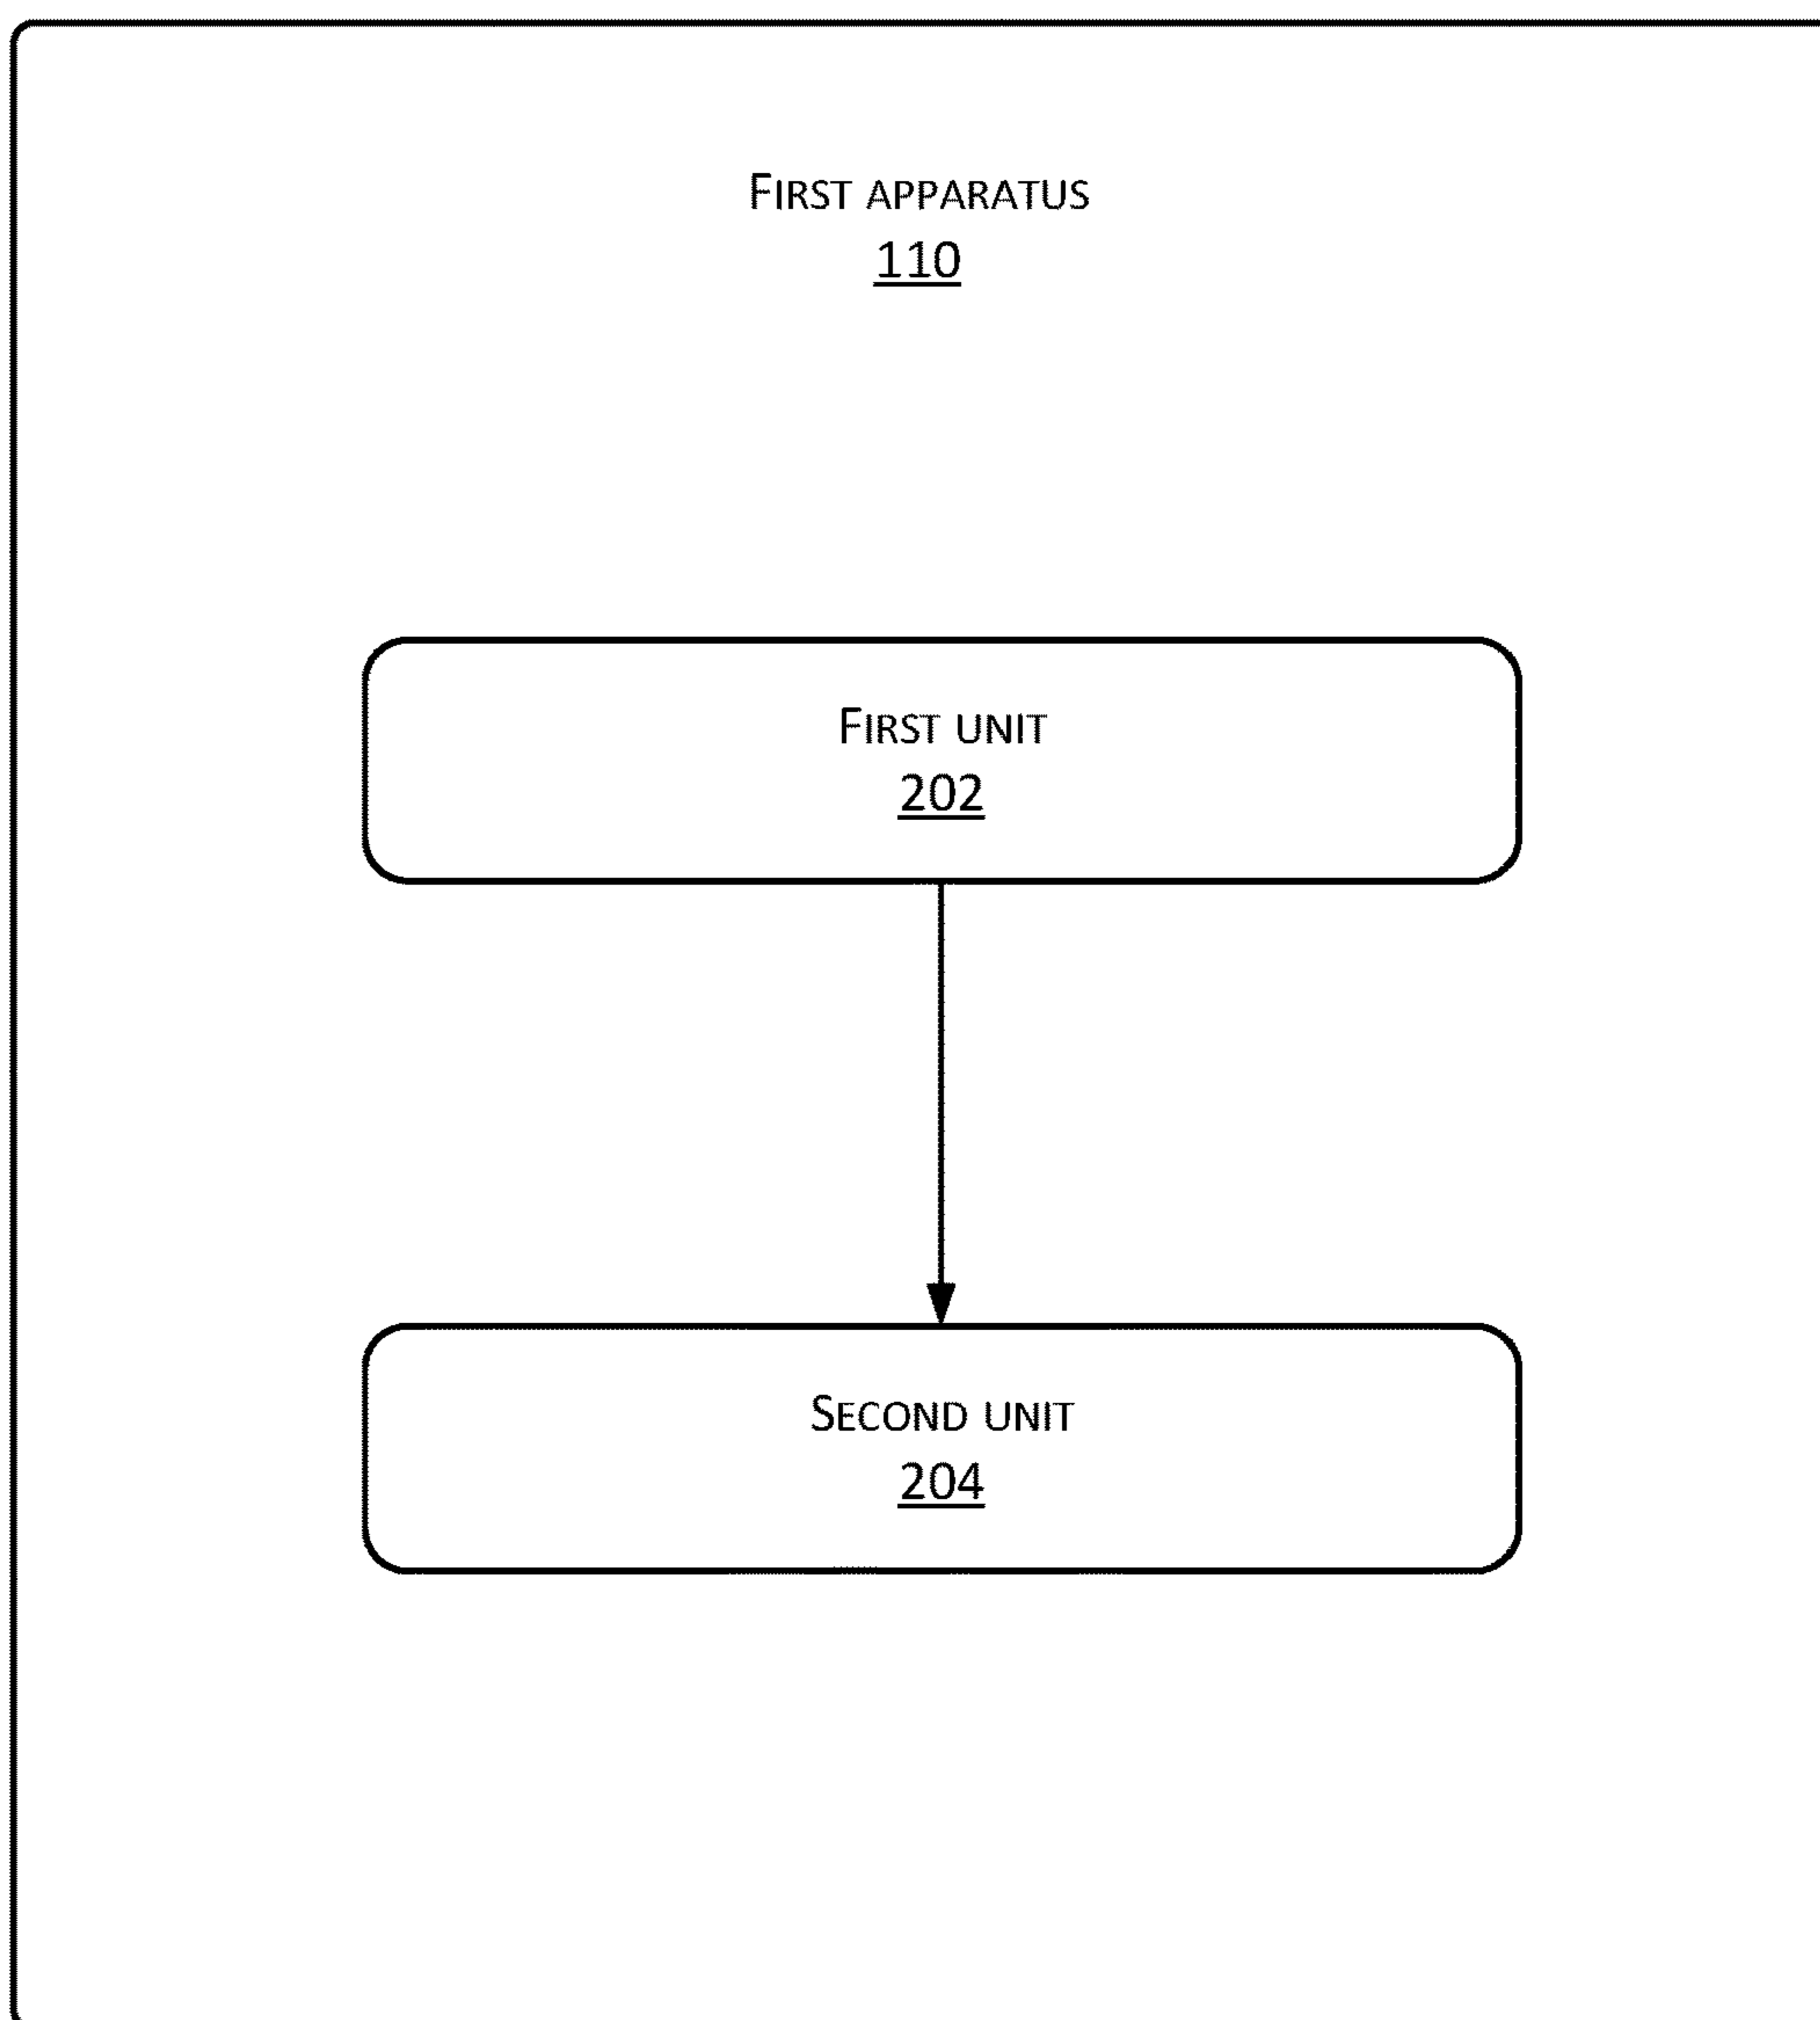 First apparatus
110
First unit
202
Second unit
204